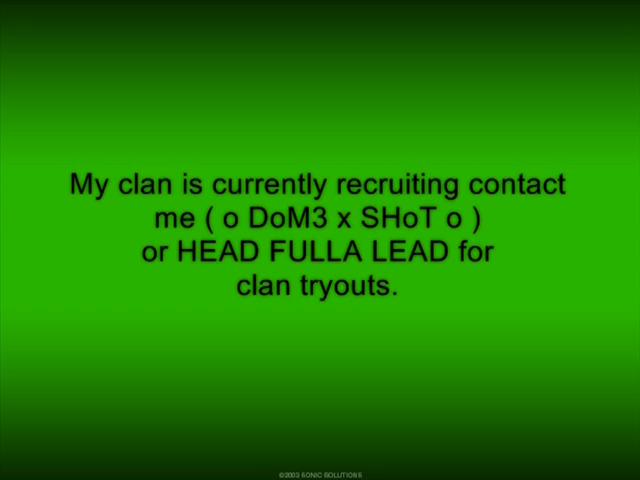 My clan is currently recruiting contact
me ( o DoM3 x SHoT o )
or HEAD FULLA LEAD for
clan tryouts.
©2003 SONIC SOLUTIONS